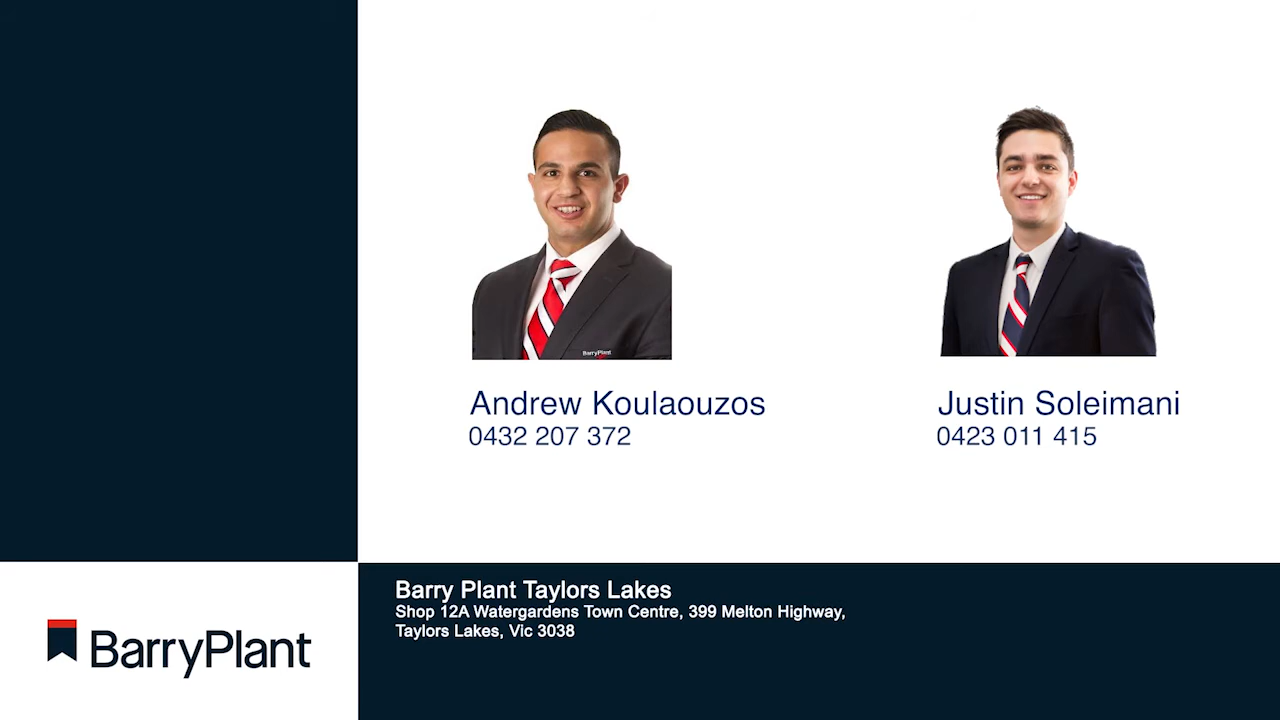 BarryPlant
Andrew Koulaouzos
0432 207 372
Justin Soleimani
0423 011 415
Barry Plant Taylors Lakes
Shop 12A Watergardens Town Centre, 399 Melton Highway,
Taylors Lakes, Vic 3038
BarryPlant